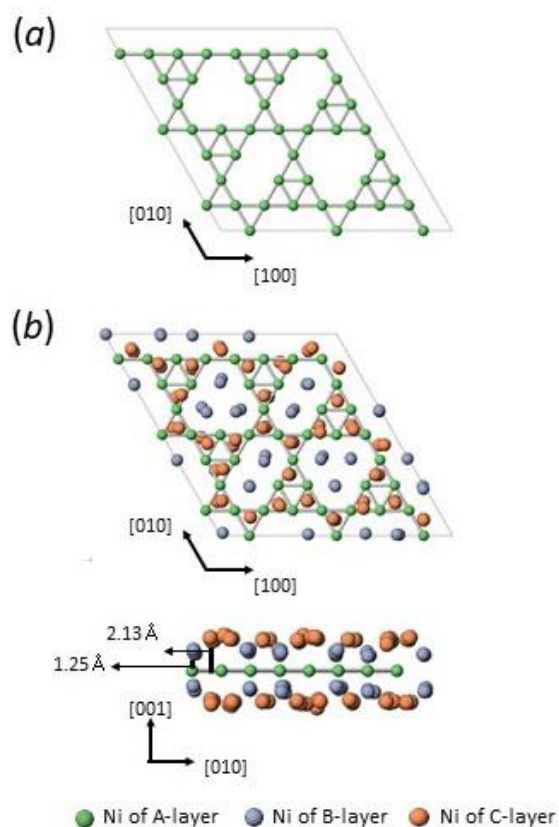 (a)
[010]
[100]
(b)
[010]
[100]
2.13 Å
1.25 Å
[001]
[010]
Ni of A-layer Ni of B-layer Ni of C-layer